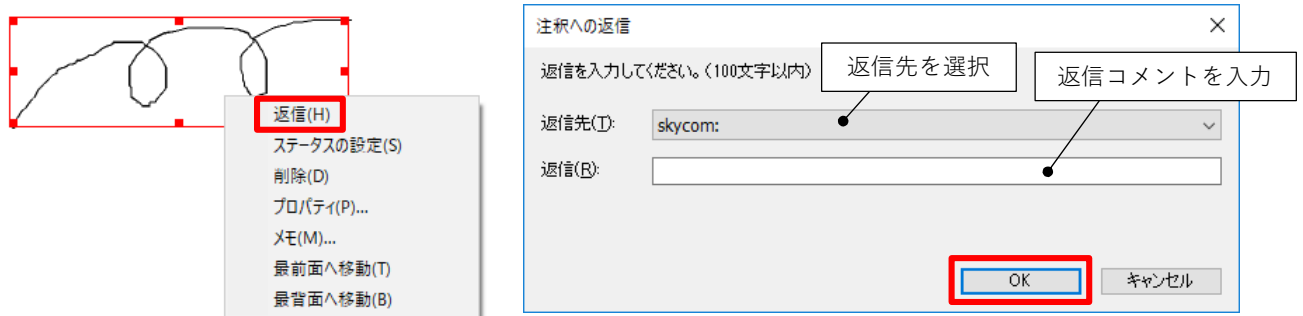 返信(H)
ステータスの設定(S)
削除(D)
プロパティ(P)...
メモ(M)...
最前面へ移動(T)
最背面へ移動(B)
注釈への返信
返信を入力してください。(100文字以内)
返信先を選択
返信コメントを入力
返信先(T):
skycom:
返信(R):
OK
キャンセル